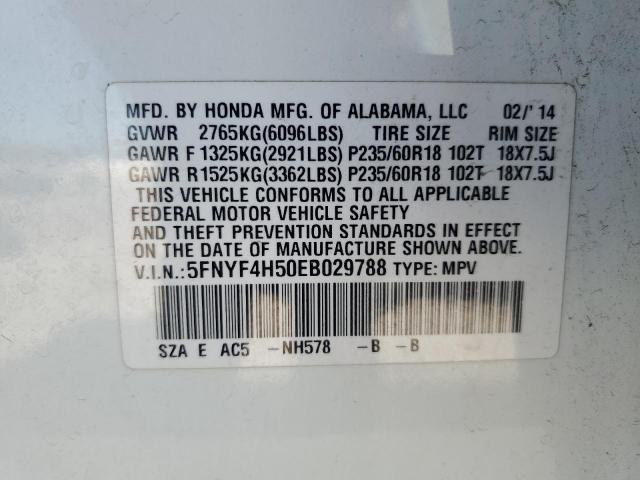 MFD. BY HONDA MFG. OF ALABAMA, LLC 02/'14
GVWR 2765KG(6096LBS) TIRE SIZE RIM SIZE
GAWR F 1325KG(2921LBS) P235/60R18 102T 18X7.5J
GAWR R1525KG(3362LBS) P235/60R18 102T 18X7.5J
THIS VEHICLE CONFORMS TO ALL APPLICABLE
FEDERAL MOTOR VEHICLE SAFETY
AND THEFT PREVENTION STANDARDS IN EFFECT
ON THE DATE OF MANUFACTURE SHOWN ABOVE.
V.I.N.:5FNYF4H50EB029788 TYPE: MPV
SZA E AC5 -NH578 -B -B